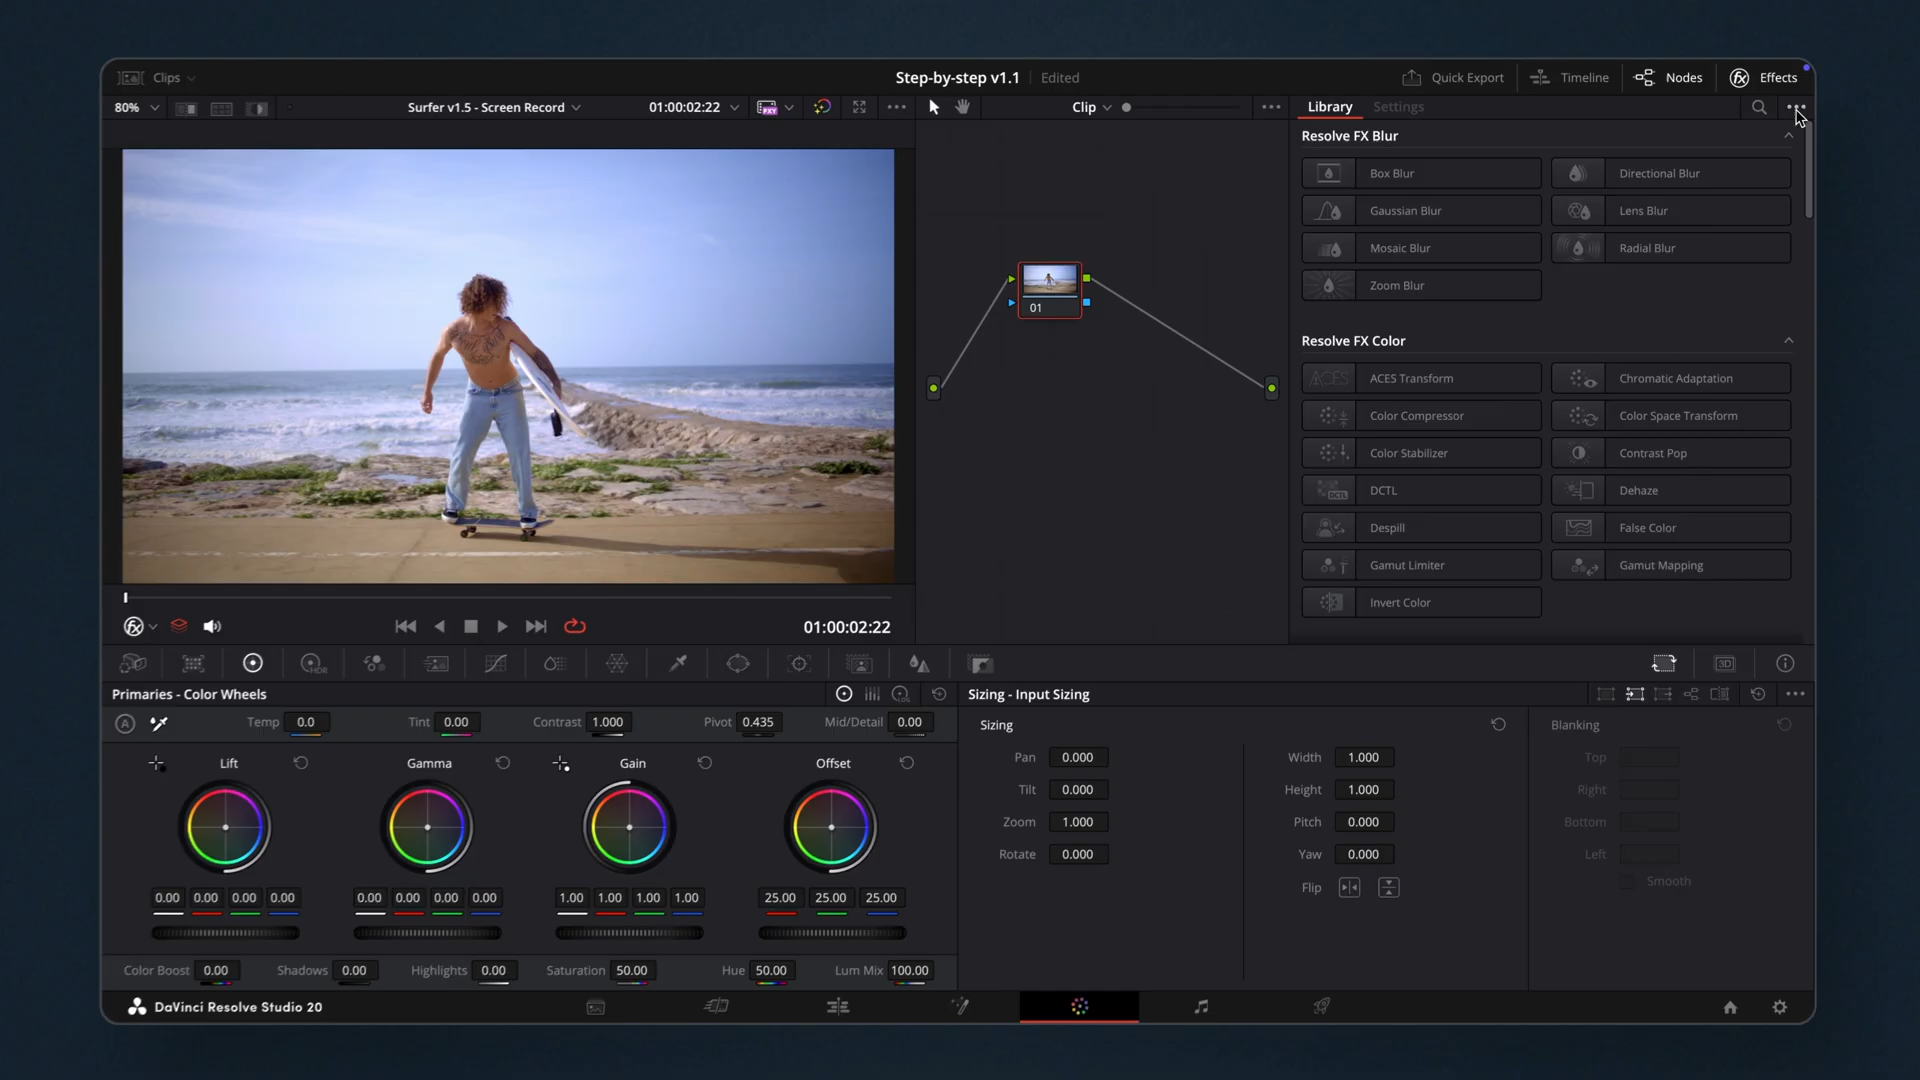 Clips
Step-by-step v1.1 Edited
Quick Export Timeline Nodes Effects
80% Surfer v1.5 - Screen Record 01:00:02:22 Clip Library Settings
Resolve FX Blur
Box Blur Directional Blur
Gaussian Blur Lens Blur
Mosaic Blur Radial Blur
Zoom Blur
01
Resolve FX Color
ACES Transform Chromatic Adaptation
Color Compressor Color Space Transform
Color Stabilizer Contrast Pop
DCTL Dehaze
Despill False Color
Gamut Limiter Gamut Mapping
Invert Color
01:00:02:22
HDR 3D
Primaries - Color Wheels Sizing - Input Sizing
Temp 0.0 Tint 0.00 Contrast 1.000 Pivot 0.435 Mid/Detail 0.00
Lift Gamma Gain Offset
0.00 0.00 0.00 0.00 0.00 0.00 0.00 0.00 1.00 1.00 1.00 1.00 25.00 25.00 25.00
Color Boost 0.00 Shadows 0.00 Highlights 0.00 Saturation 50.00 Hue 50.00 Lum Mix 100.00
Sizing Blanking
Pan 0.000 Width 1.000 Top
Tilt 0.000 Height 1.000 Right
Zoom 1.000 Pitch 0.000 Bottom
Rotate 0.000 Yaw 0.000 Left
Flip Smooth
DaVinci Resolve Studio 20